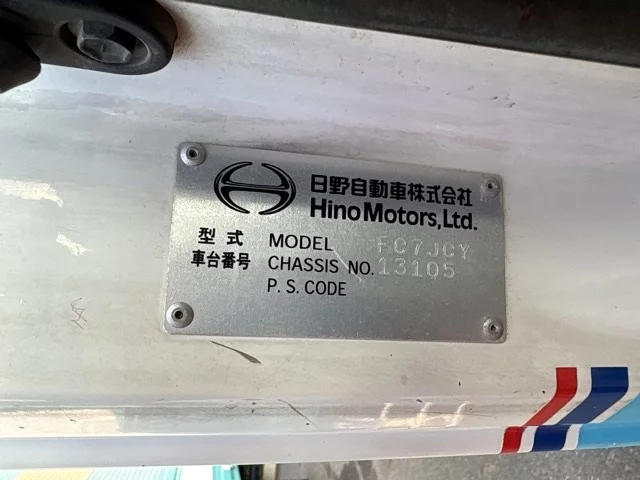 日野自動車株式会社
Hino Motors, Ltd.
型式 MODEL FC7JCY
車台番号 CHASSIS NO. 13105
P. S. CODE